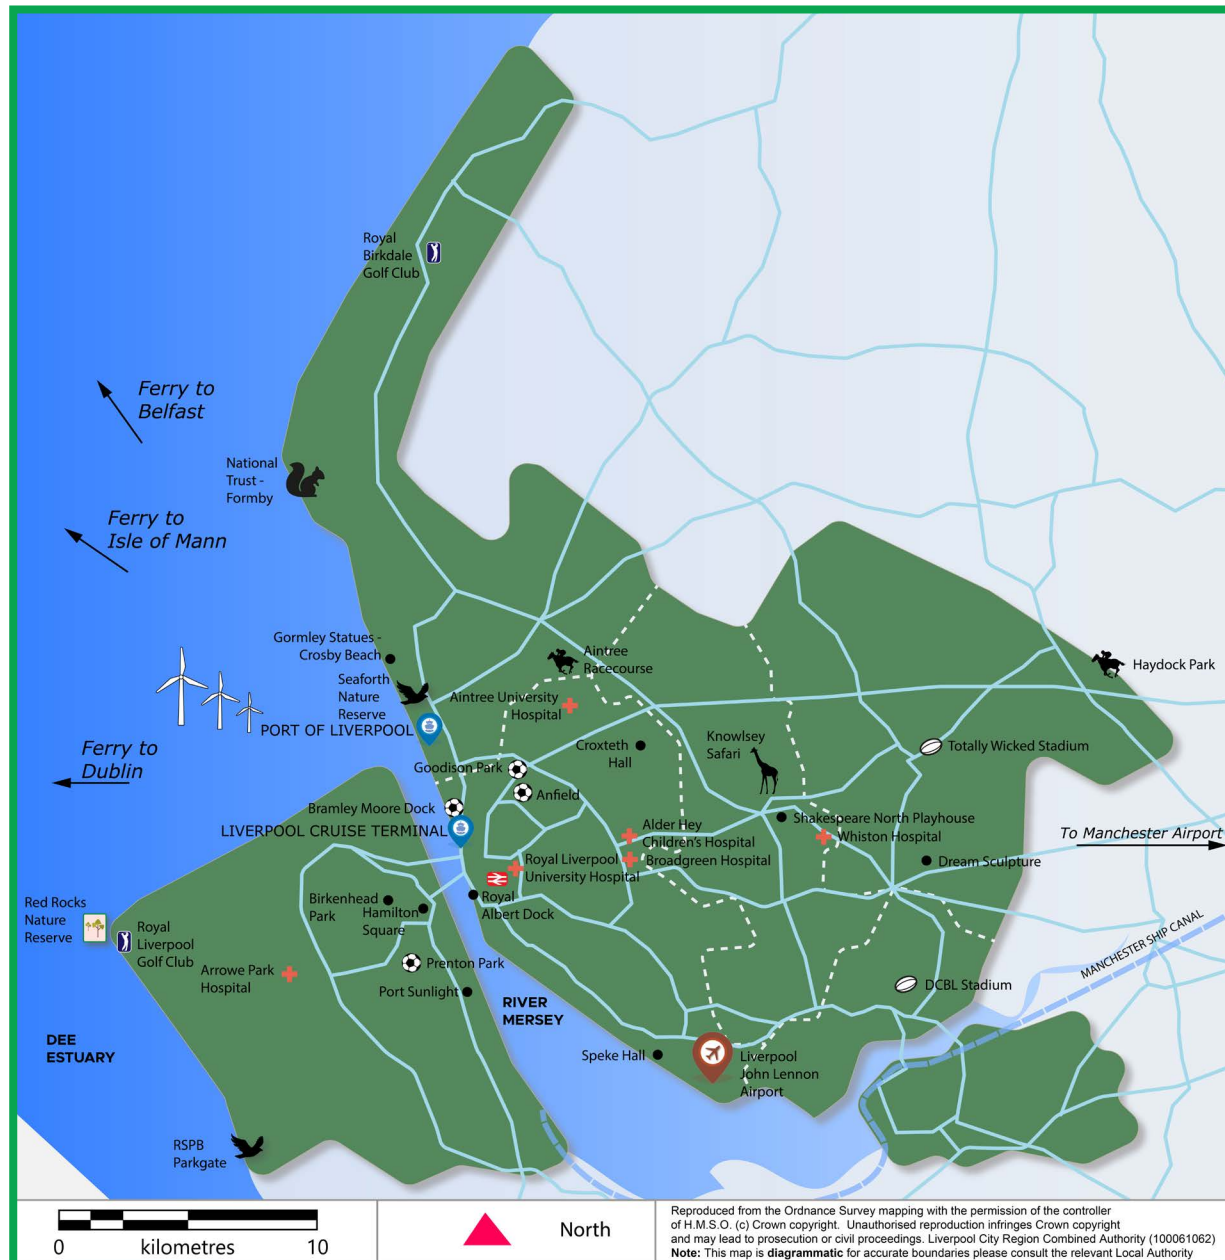 Royal
Birkdale
Golf Club
Ferry to
Belfast
National
Trust -
Formby
Ferry to
Isle of Mann
Gormley Statues -
Crosby Beach
Aintree
Racecourse
Haydock Park
Seaforth
Nature
Reserve
Aintree University
Hospital
PORT OF LIVERPOOL
Croxteth
Hall
Knowlsey
Safari
Totally Wicked Stadium
Ferry to
Dublin
Goodison Park
Anfield
Bramley Moore Dock
LIVERPOOL CRUISE TERMINAL
Alder Hey
Children's Hospital
Broadgreen Hospital
Shakespeare North Playhouse
Whiston Hospital
To Manchester Airport
Royal Liverpool
University Hospital
Dream Sculpture
Royal
Albert Dock
Birkenhead
Park
Hamilton
Square
Red Rocks
Nature
Reserve
Royal
Liverpool
Golf Club
Arrowe Park
Hospital
Prenton Park
Port Sunlight
MANCHESTER SHIP CANAL
DCBL Stadium
RIVER
MERSEY
DEE
ESTUARY
Speke Hall
Liverpool
John Lennon
Airport
RSPB
Parkgate
0 kilometres 10
North
Reproduced from the Ordnance Survey mapping with the permission of the controller
of H.M.S.O. (c) Crown copyright. Unauthorised reproduction infringes Crown copyright
and may lead to prosecution or civil proceedings. Liverpool City Region Combined Authority (100061062)
Note: This map is diagrammatic for accurate boundaries please consult the relevant Local Authority